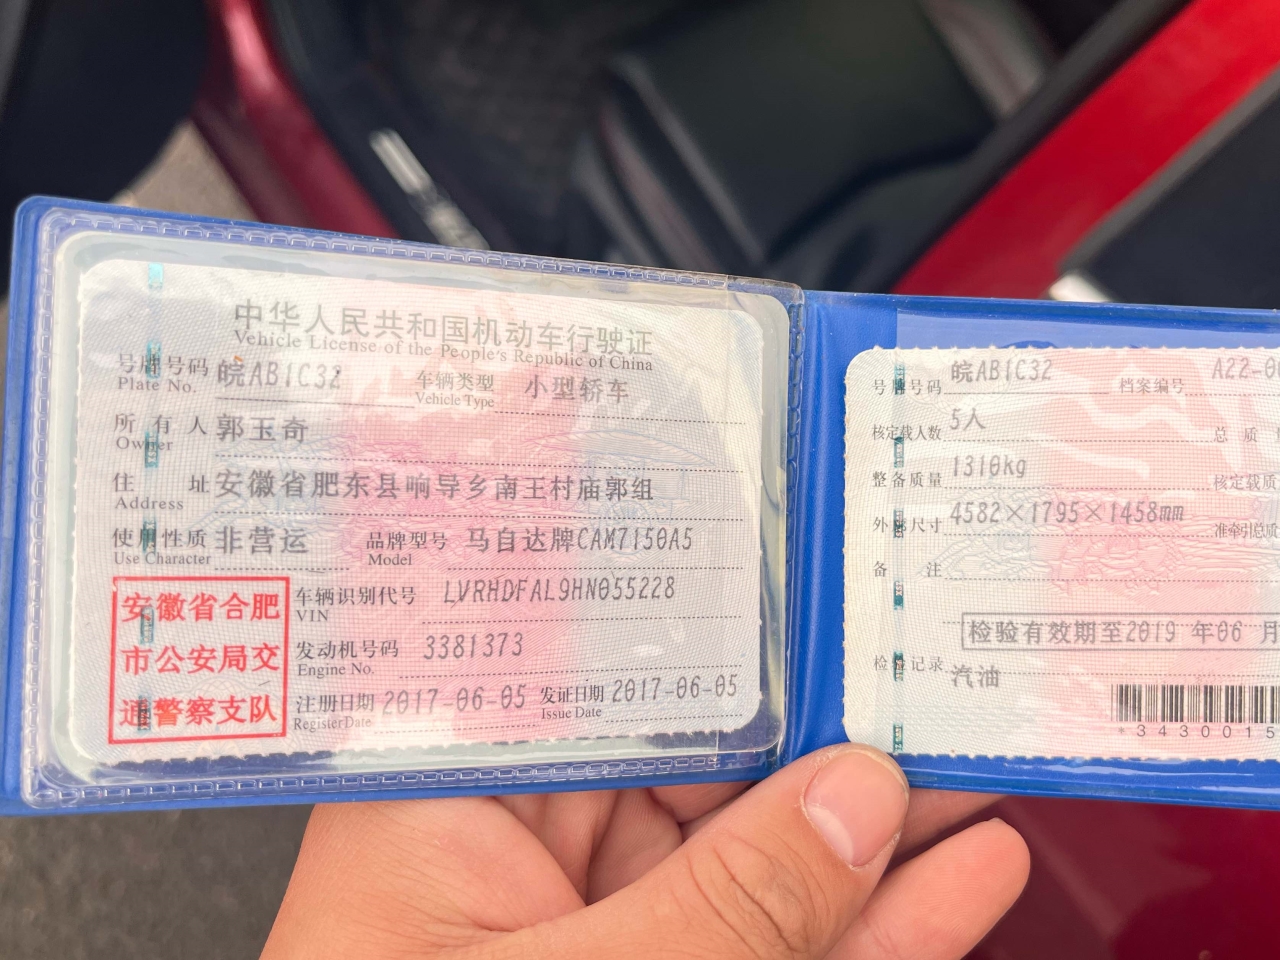 中华人民共和国机动车行驶证
Vehicle License of the People's Republic of China
号牌号码 皖AB1C32 车辆类型 小型轿车
Plate No. Vehicle Type
所有人 郭玉奇
Owner
住址 安徽省肥东县响导乡南王村庙郭组
Address
使用性质 非营运 品牌型号 马自达牌CAM7150A5
Use Character Model
安徽省合肥
市公安局交
通警察支队
车辆识别代号 LVRHDFAL9HN055228
VIN
发动机号码 3381373
Engine No.
注册日期 2017-06-05 发证日期 2017-06-05
Register Date Issue Date
号牌号码 皖AB1C32 档案编号 A22-0
核定载人数 5人 总质
整备质量 1310kg 核定载质
外廓尺寸 4582×1795×1458mm 准牵引总质
备注
检验有效期至2019 年06 月
检验记录
汽油
*3430015